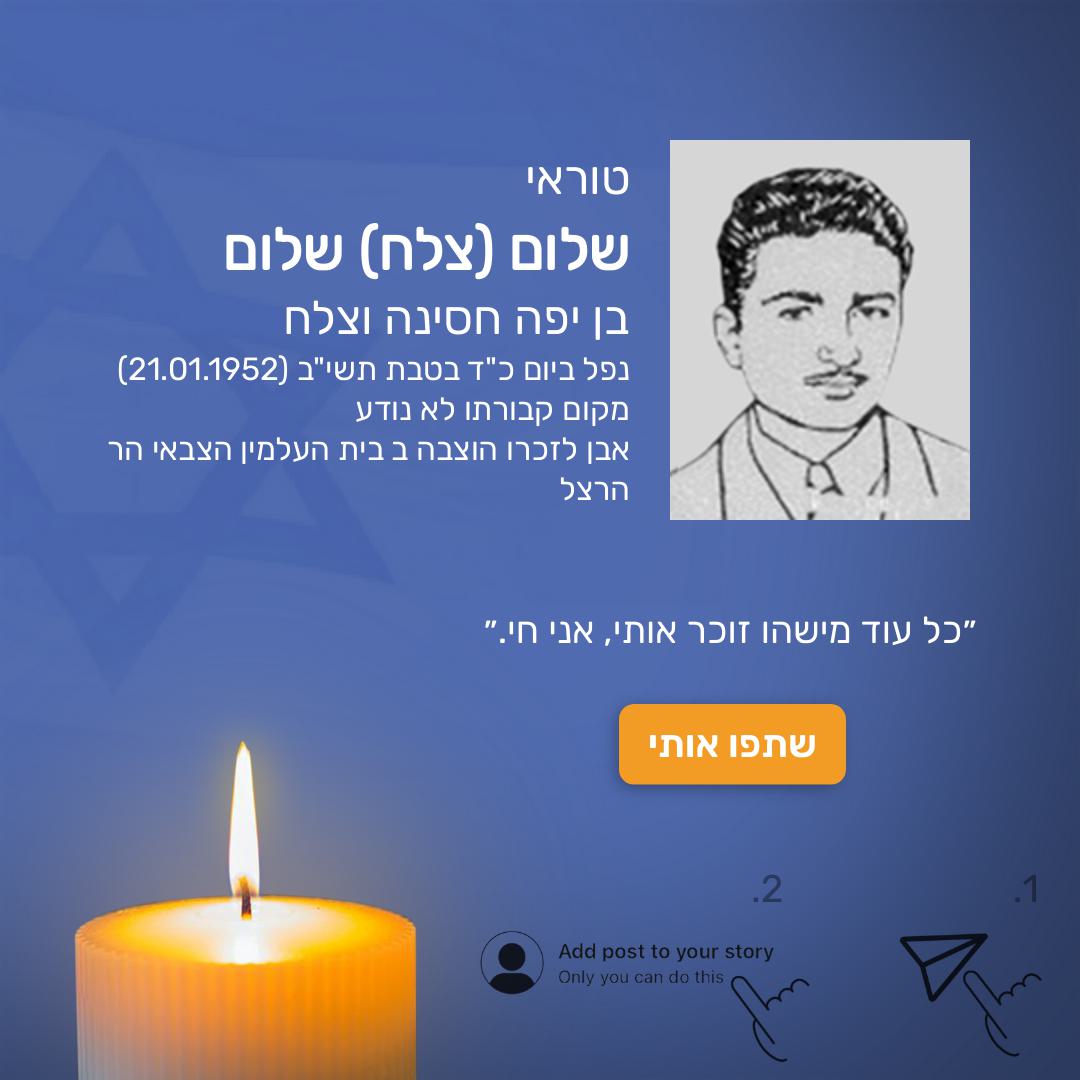 טוראי
שלום (צלח) שלום
בן יפה חסינה וצלח
נפל ביום כ"ד בטבת תשי"ב (21.01.1952)
מקום קבורתו לא נודע
אבן לזכרו הוצבה ב בית העלמין הצבאי הר
הרצל
״כל עוד מישהו זוכר אותי, אני חי.״
שתפו אותי
.1
.2
Add post to your story
Only you can do this